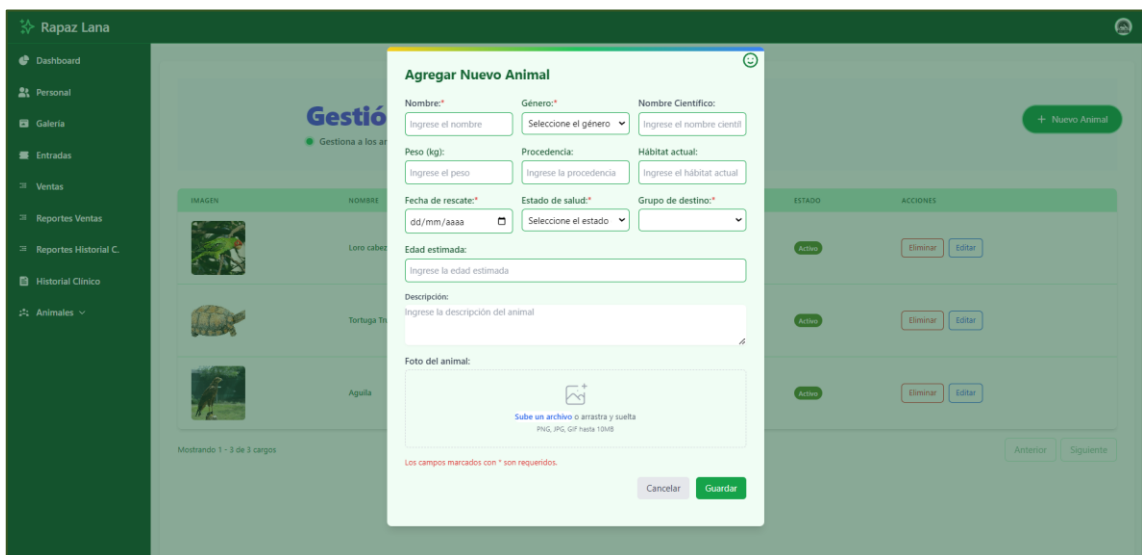 Rapaz Lana
Dashboard
Personal
Galeria
Entradas
Ventas
Reportes Ventas
Reportes Historial C.
Historial Clínico
Animales
Gestió
Gestiona a los
+ Nuevo Animal
IMAGEN NOMBRE ESTADO ACCIONES
Loro Activo Eliminar Editar
Tortuga Activo Eliminar Editar
Aguila Activo Eliminar Editar
Mostrando 1 - 3 de 3 cargos
Anterior Siguiente
Agregar Nuevo Animal
Nombre:* Género:* Nombre Científico:
Ingrese el nombre Seleccione el género Ingrese el nombre científ
Peso (kg): Procedencia: Hábitat actual:
Ingrese el peso Ingrese la procedencia Ingrese el hábitat actual
Fecha de rescate:* Estado de salud:* Grupo de destino:*
dd/mm/aaaa Seleccione el estado
Edad estimada:
Ingrese la edad estimada
Descripción:
Ingrese la descripción del animal
Foto del animal:
Sube un archivo o arrastra y suelta
PNG, JPG, GIF hasta 10MB
Los campos marcados con * son requeridos.
Cancelar Guardar